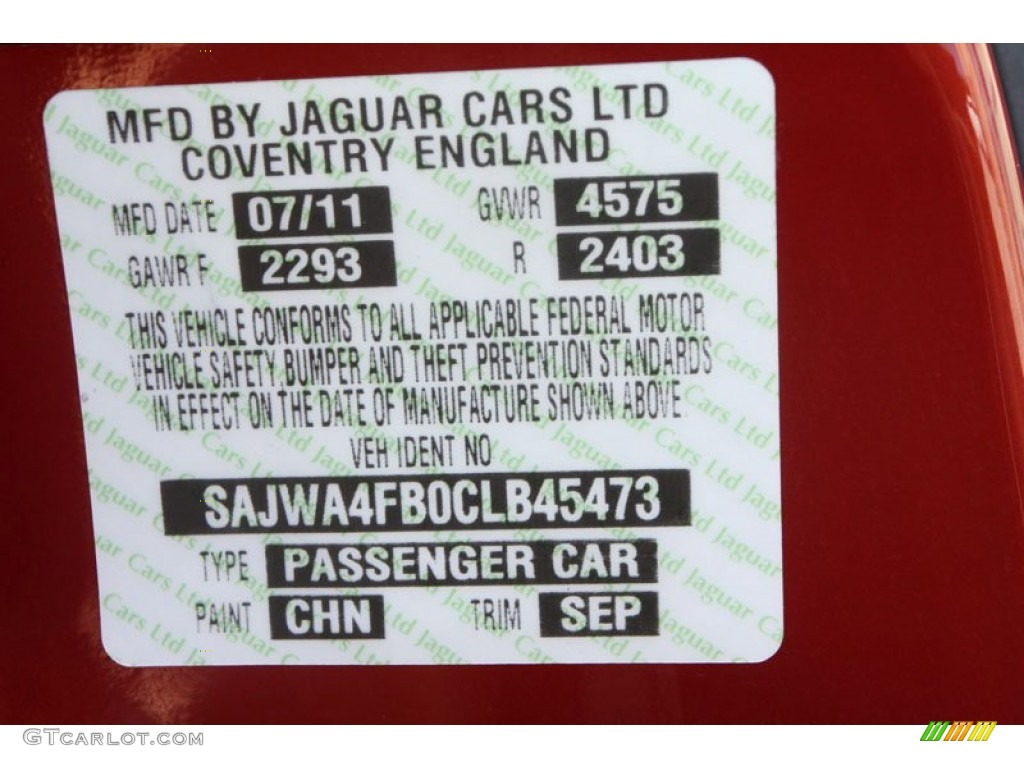 MFD BY JAGUAR CARS LTD
COVENTRY ENGLAND
MFD DATE 07/11 GVWR 4575
GAWR F 2293 R 2403
THIS VEHICLE CONFORMS TO ALL APPLICABLE FEDERAL MOTOR
VEHICLE SAFETY, BUMPER AND THEFT PREVENTION STANDARDS
IN EFFECT ON THE DATE OF MANUFACTURE SHOWN ABOVE.
VEH IDENT NO
SAJWA4FB0CLB45473
TYPE PASSENGER CAR
PAINT CHN TRIM SEP
GTCarLot.com